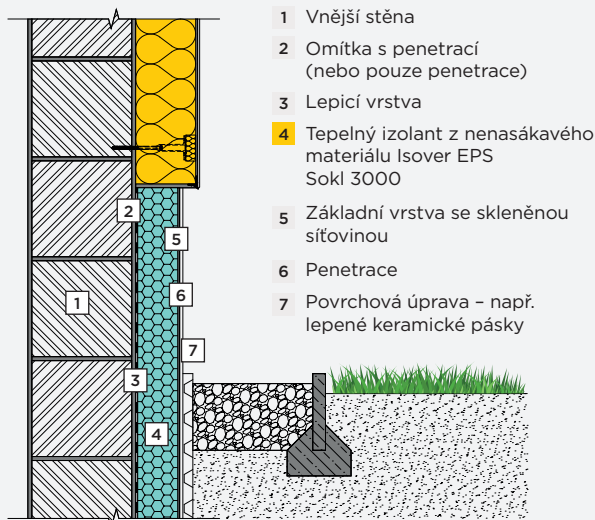 1 Vnější stěna
2 Omítka s penetrací
(nebo pouze penetrace)
3 Lepicí vrstva
4 Tepelný izolant z nenasákavého
materiálu Isover EPS
Sokl 3000
5 Základní vrstva se skleněnou
síťovinou
6 Penetrace
7 Povrchová úprava – např.
lepené keramické pásky
2
5
6
1
7
3
4